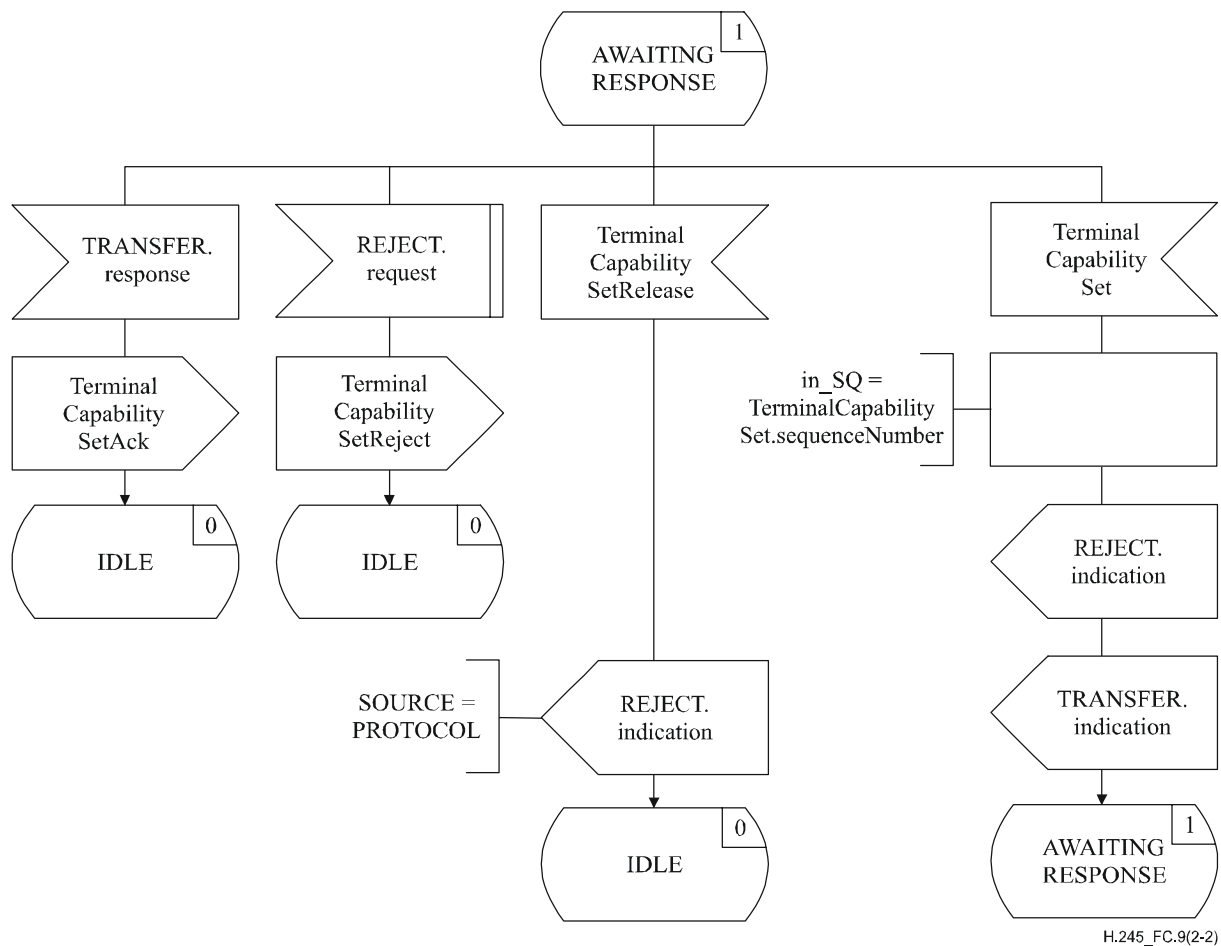 1
AWAITING
RESPONSE
TRANSFER.
response
REJECT.
request
Terminal
Capability
SetRelease
Terminal
Capability
Set
Terminal
Capability
SetAck
Terminal
Capability
SetReject
in_SQ =
TerminalCapability
Set.sequenceNumber
0
IDLE
0
IDLE
REJECT.
indication
SOURCE =
PROTOCOL
REJECT.
indication
TRANSFER.
indication
0
IDLE
1
AWAITING
RESPONSE
H.245_FC.9(2-2)